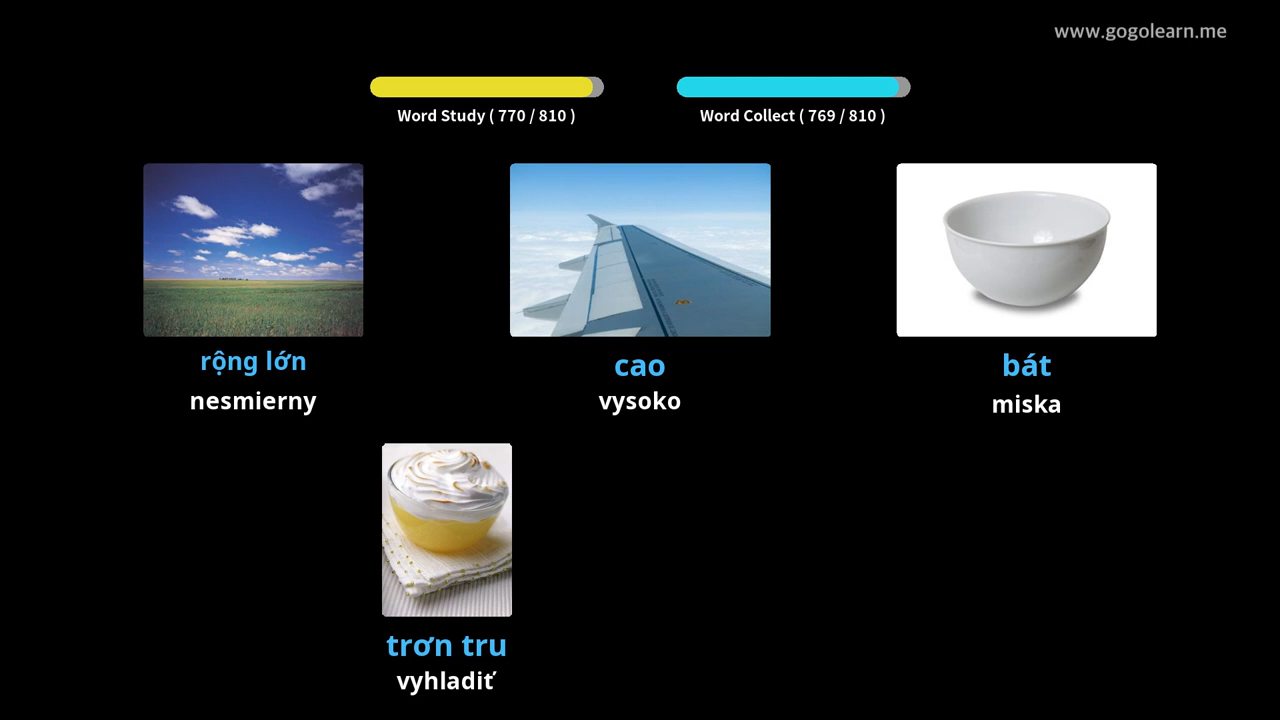 www.gogolearn.me
Word Study ( 770 / 810 )
Word Collect ( 769 / 810 )
rộng lớn
nesmierny
cao
vysoko
bát
miska
trơn tru
vyhladiť